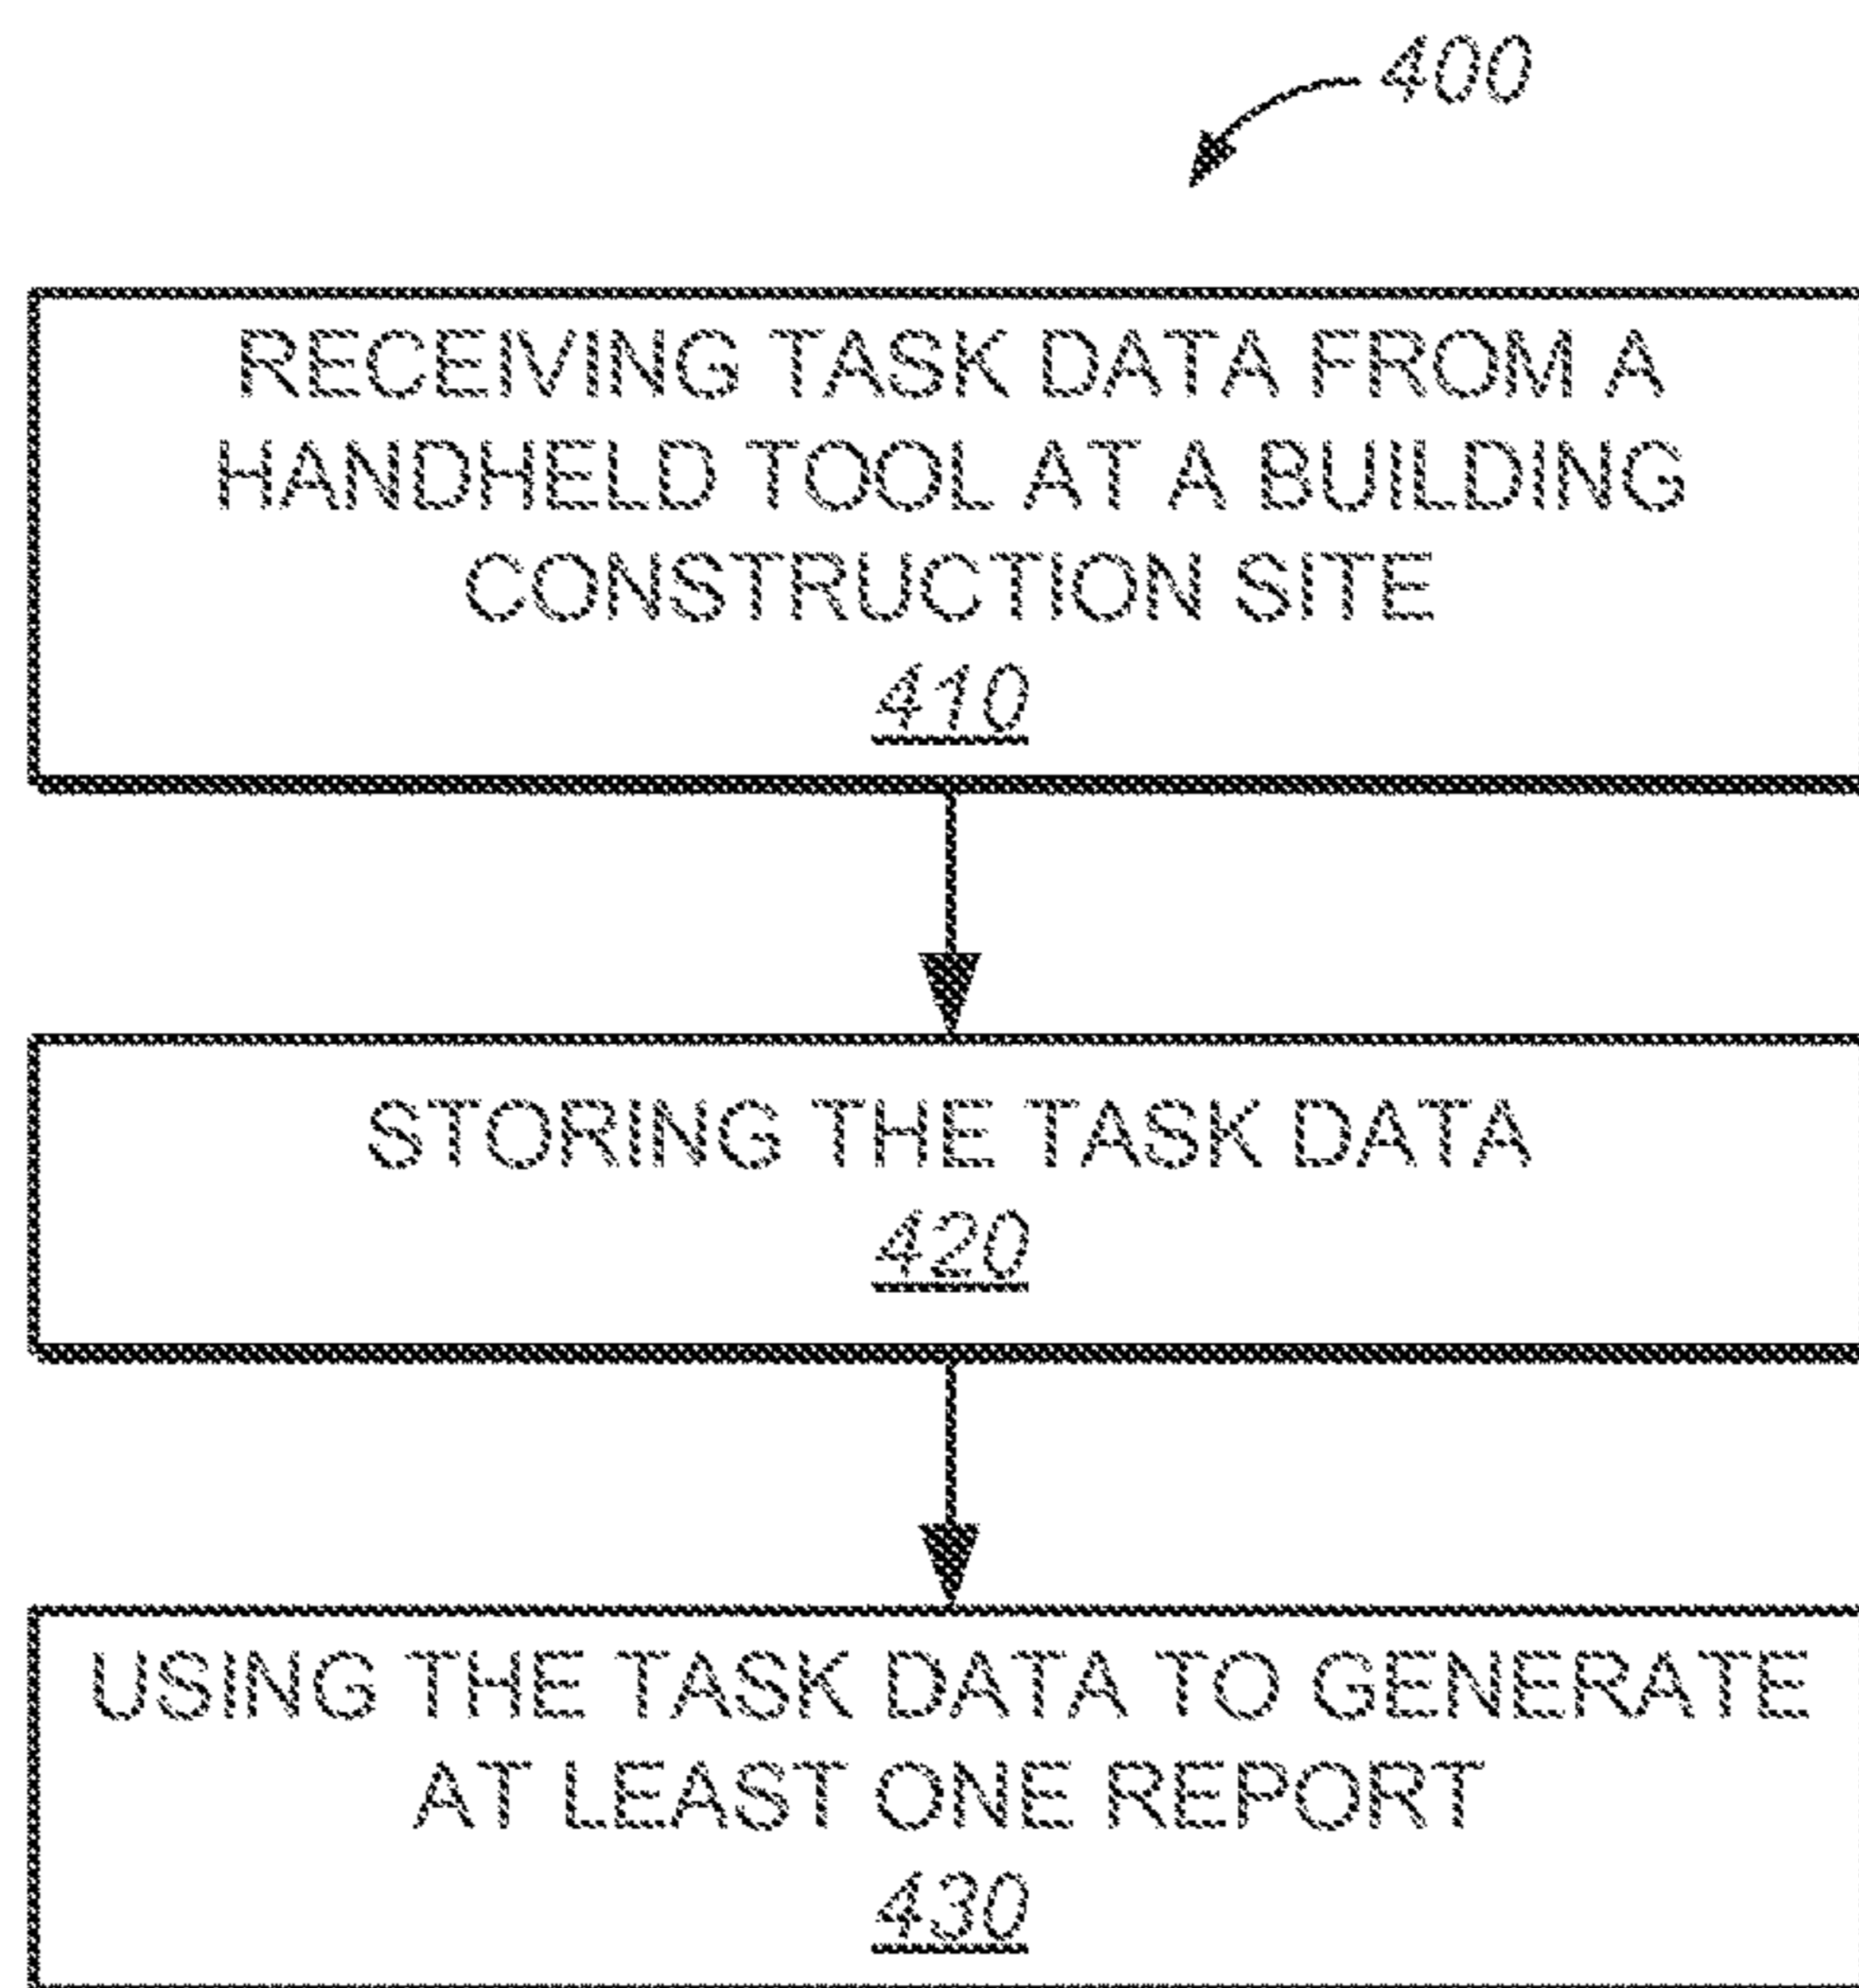 400
RECEIVING TASK DATA FROM A
HANDHELD TOOL AT A BUILDING
CONSTRUCTION SITE
410
STORING THE TASK DATA
420
USING THE TASK DATA TO GENERATE
AT LEAST ONE REPORT
430